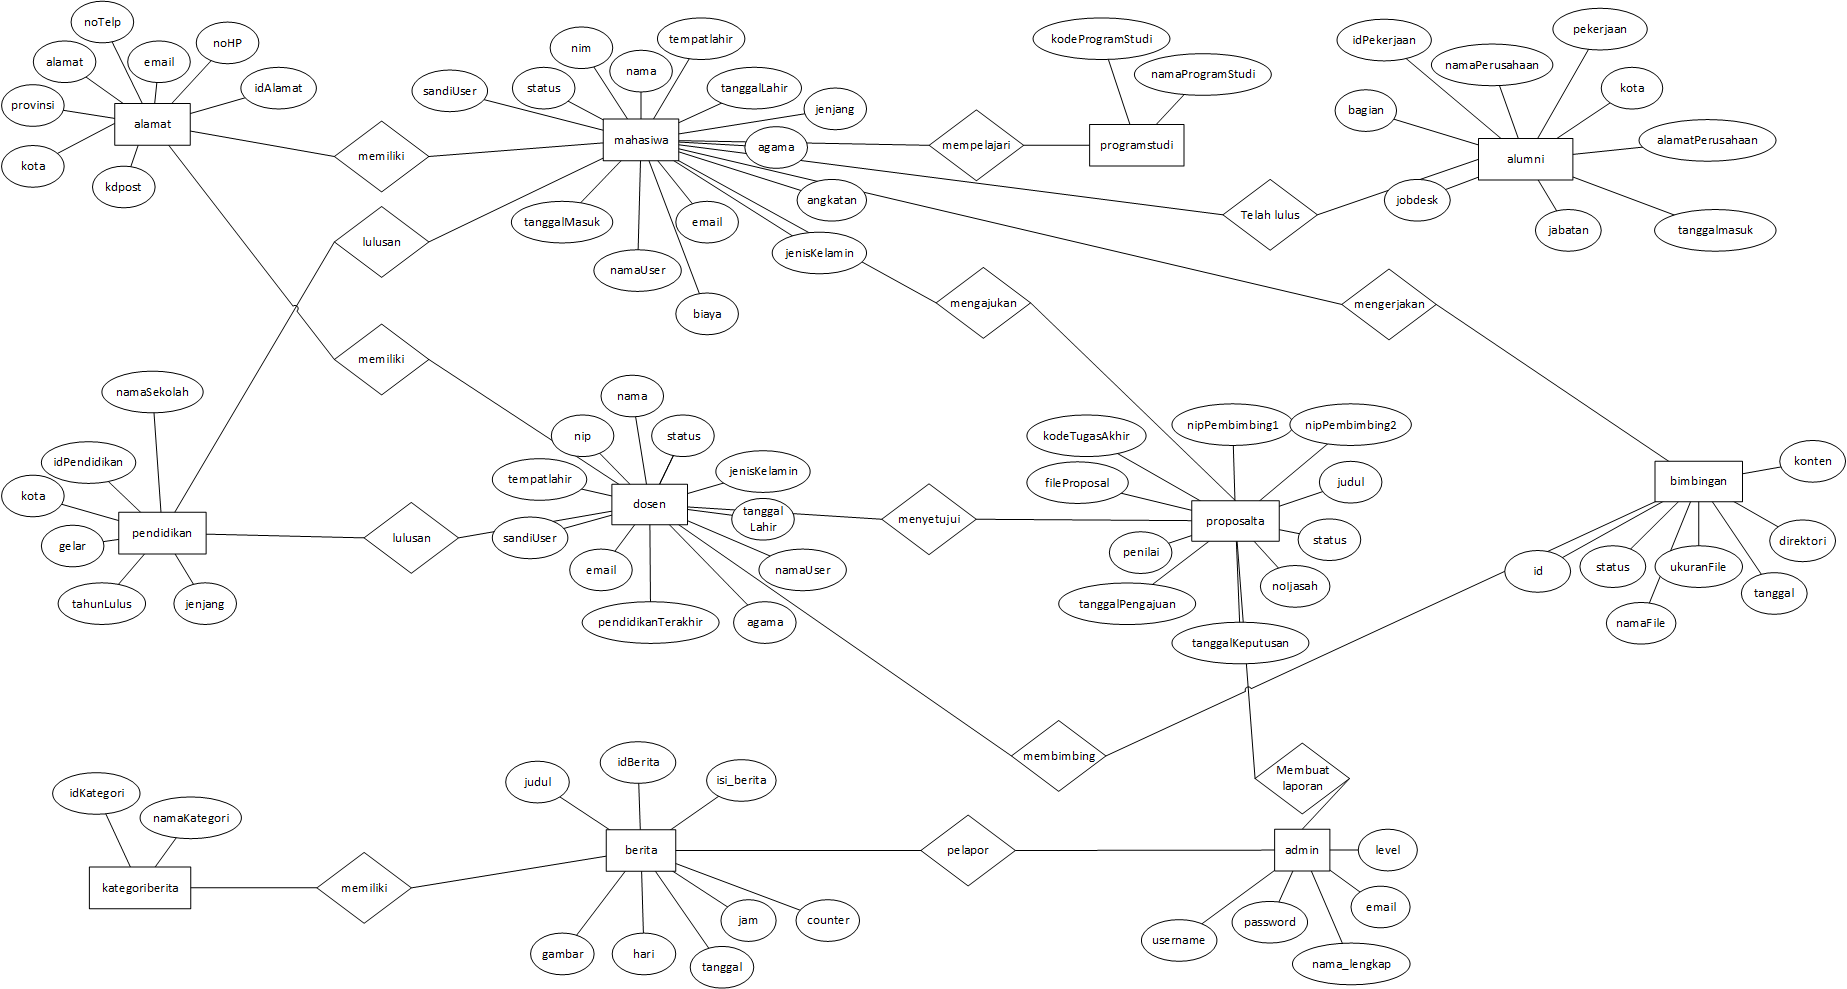 noTelp
noHP
alamat
email
idAlamat
provinsi
alamat
kota
kdpost
memiliki
nim
tempatlahir
nama
sandiUser
status
tanggalLahir
jenjang
mahasiwa
agama
angkatan
tanggalMasuk
email
jenisKelamin
namaUser
biaya
lulusan
kodeProgramStudi
namaProgramStudi
mempelajari
programstudi
idPekerjaan
pekerjaan
namaPerusahaan
kota
bagian
alamatPerusahaan
alumni
jobdesk
jabatan
tanggalmasuk
Telah lulus
mengajukan
mengerjakan
memiliki
namaSekolah
idPendidikan
kota
pendidikan
gelar
tahunLulus
jenjang
lulusan
nama
nip
status
tempatlahir
jenisKelamin
dosen
tanggal
Lahir
sandiUser
email
namaUser
pendidikanTerakhir
agama
menyetujui
kodeTugasAkhir
nipPembimbing1
nipPembimbing2
fileProposal
judul
proposalta
status
penilai
noIjasah
tanggalPengajuan
tanggalKeputusan
konten
bimbingan
direktori
id
status
ukuranFile
tanggal
namaFile
membimbing
Membuat
laporan
idKategori
namaKategori
kategoriberita
memiliki
judul
idBerita
isi_berita
berita
jam
counter
gambar
hari
tanggal
pelapor
admin
level
email
password
username
nama_lengkap